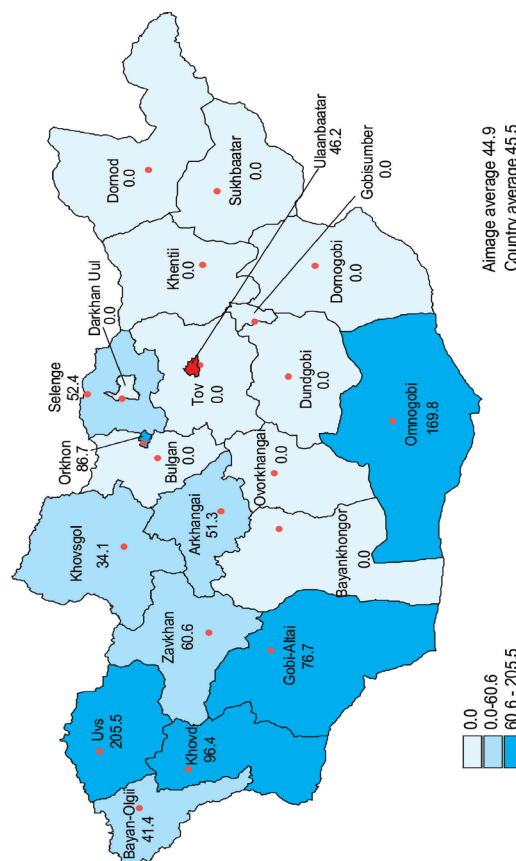 Bayan-Olgii
41.4
Uvs
205.5
Khovd
96.4
Zavkhan
60.6
Gobi-Altai
76.7
Khovsgol
34.1
Arkhangai
51.3
Bayankhongor
0.0
Orkhon
86.7
Bulgan
0.0
Ovorkhangai
0.0
Selenge
52.4
Darkhan Uul
0.0
Tov
0.0
Dundgobi
0.0
Omnogobi
169.8
Khentii
0.0
Dornogobi
0.0
Dornod
0.0
Sukhbaatar
0.0
Ulaanbaatar
46.2
Gobisumber
0.0
0.0
0.0-60.6
60.6 - 205.5
Aimage average 44.9
Country average 45.5